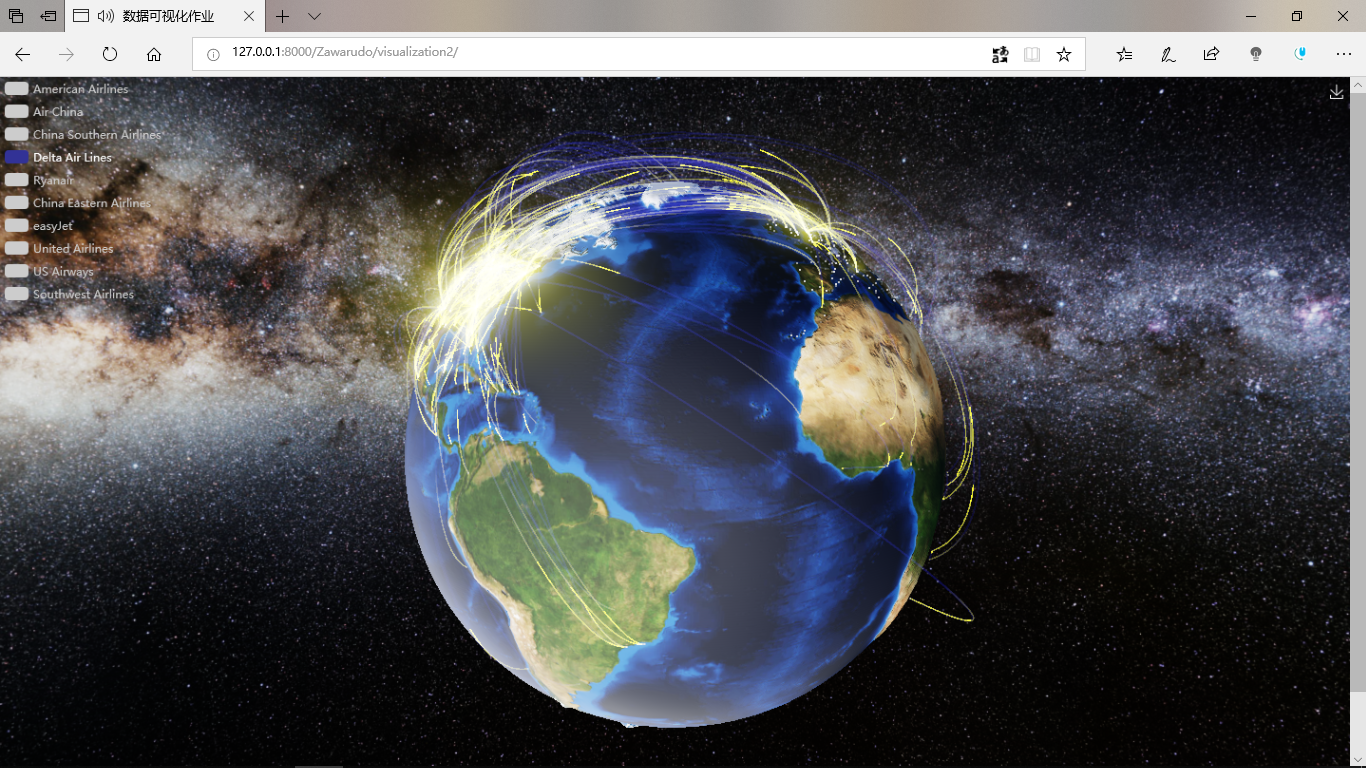 数据可视化作业
127.0.0.1:8000/Zawarudo/visualization2/
American Airlines
Air China
China Southern Airlines
Delta Air Lines
Ryanair
China Eastern Airlines
easyJet
United Airlines
US Airways
Southwest Airlines